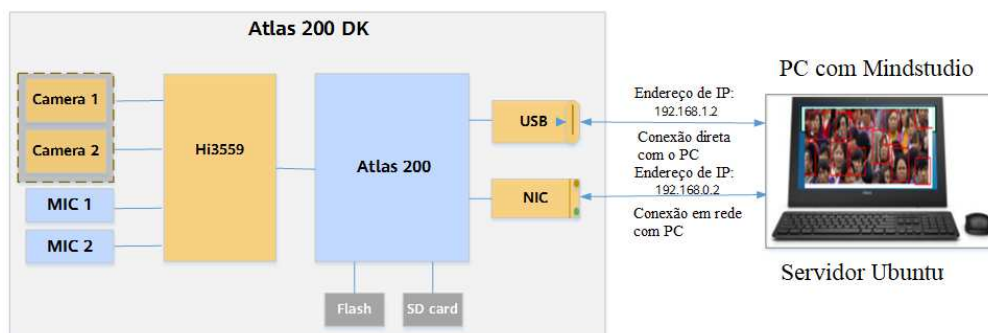 Atlas 200 DK
Camera 1
Camera 2
MIC 1
MIC 2
Hi3559
Atlas 200
USB
NIC
Flash
SD card
Endereço de IP:
192.168.1.2
Conexão direta
com o PC
Endereço de IP:
192.168.0.2
Conexão em rede
com PC
PC com Mindstudio
Servidor Ubuntu